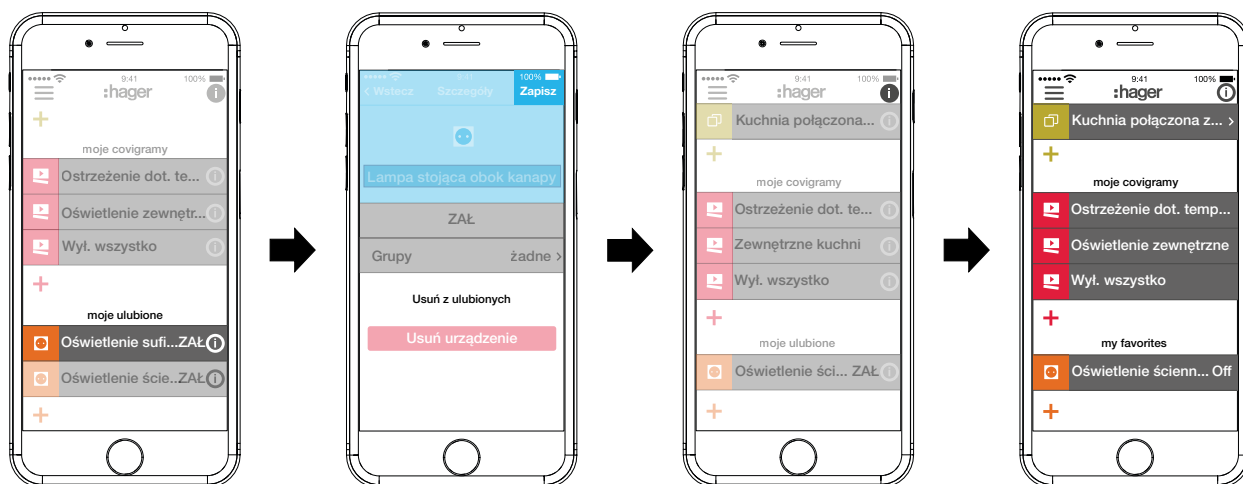 9:41
100%
:hager
i
moje covigramy
Ostrzeżenie dot. te...
i
Oświetlenie zewnętr...
i
Wył. wszystko
i
moje ulubione
Oświetlenie sufi...ZAŁ
i
Oświetlenie ście..ZAŁ
i
9:41
100%
< Wstecz
Szczegóły
Zapisz
Lampa stojąca obok kanapy
ZAŁ
Grupy
żadne >
Usuń z ulubionych
Usuń urządzenie
9:41
100%
:hager
i
Kuchnia połączona...
i
moje covigramy
Ostrzeżenie dot. te...
i
Zewnętrzne kuchni
i
Wył. wszystko
i
moje ulubione
Oświetlenie ści... ZAŁ
i
9:41
100%
:hager
i
Kuchnia połączona z... >
moje covigramy
Ostrzeżenie dot. temp...
Oświetlenie zewnętrzne
Wył. wszystko
my favorites
Oświetlenie ścienn... Off